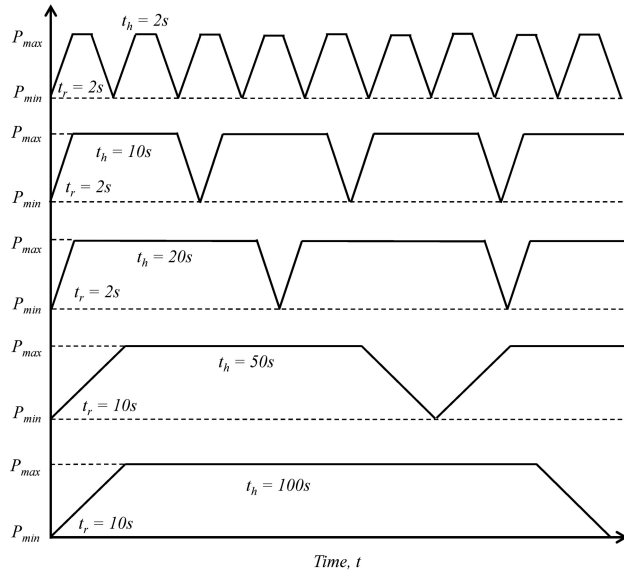 t_h = 2s
P_max
t_r = 2s
P_min
P_max
t_h = 10s
t_r = 2s
P_min
P_max
t_h = 20s
t_r = 2s
P_min
P_max
t_h = 50s
t_r = 10s
P_min
P_max
t_h = 100s
t_r = 10s
P_min
Time, t